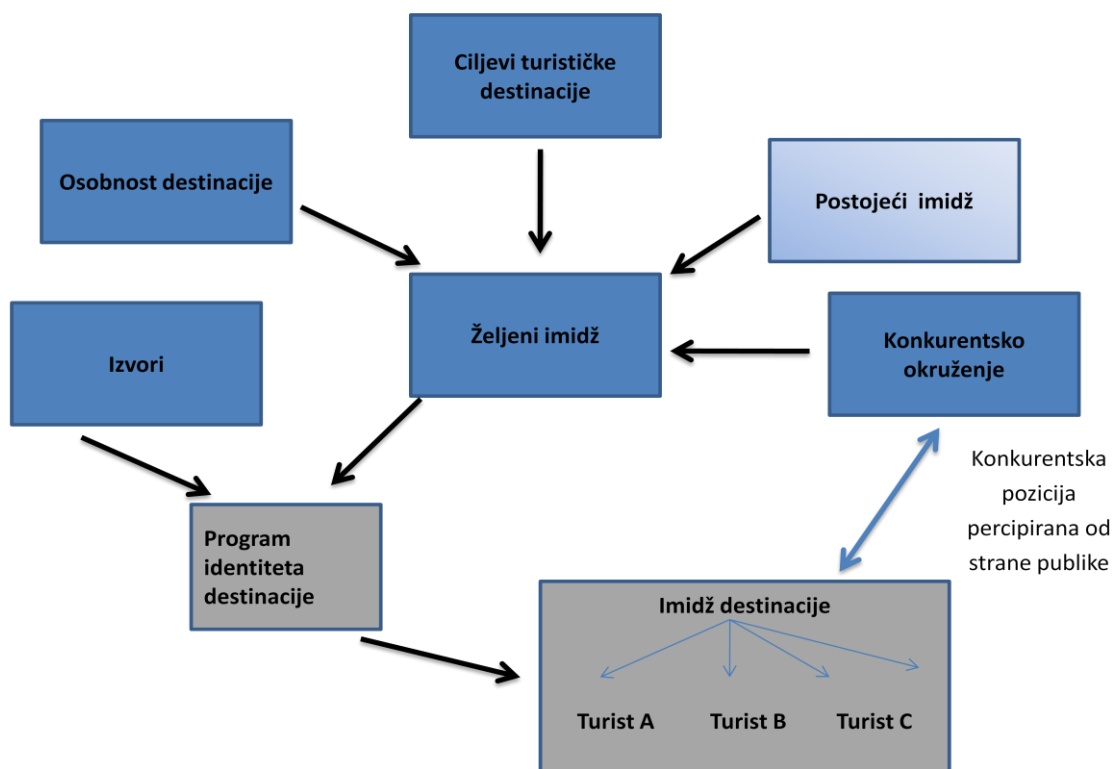 Ciljevi turističke
destinacije
Osobnost destinacije
Postojeći imidž
Željeni imidž
Izvori
Konkurentsko
okruženje
Konkurentska
pozicija
percipirana od
strane publike
Program
identiteta
destinacije
Imidž destinacije
Turist A
Turist B
Turist C